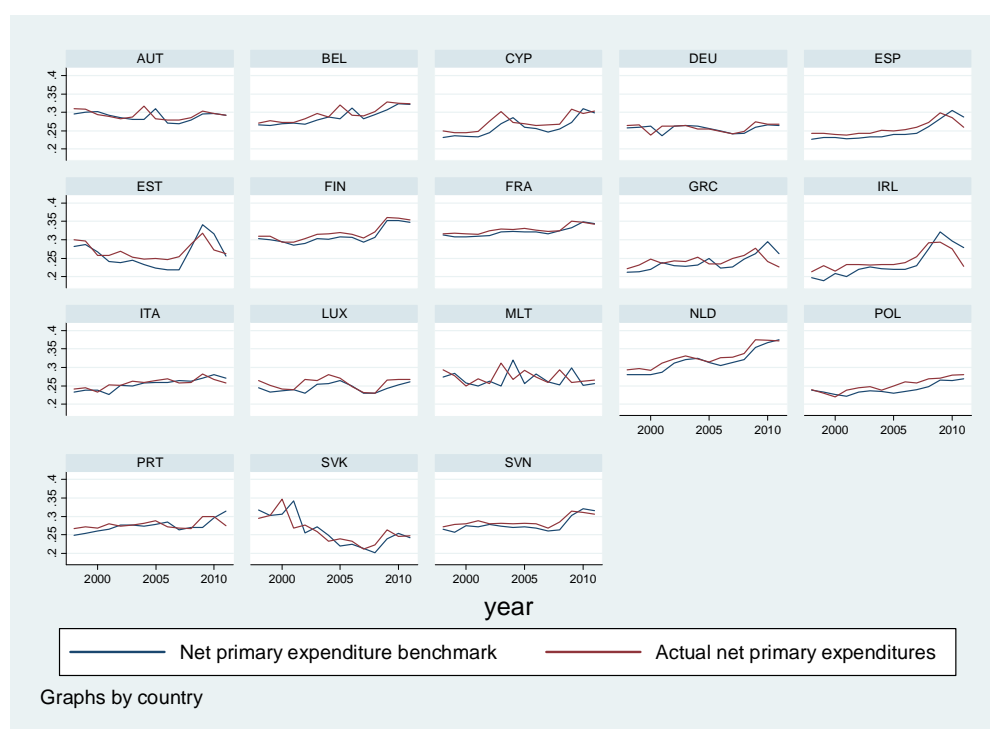 AUT BEL CYP DEU ESP
.2 .25 .3 .35 .4
EST FIN FRA GRC IRL
.2 .25 .3 .35 .4
ITA LUX MLT NLD POL
.2 .25 .3 .35 .4
2000 2005 2010 2000 2005 2010
PRT SVK SVN
.2 .25 .3 .35 .4
2000 2005 2010 2000 2005 2010 2000 2005 2010
year
Net primary expenditure benchmark Actual net primary expenditures
Graphs by country